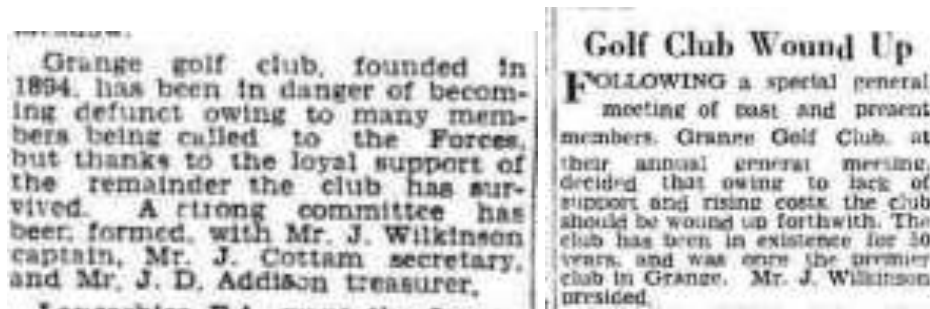 Grange golf club, founded in
1894, has been in danger of becom-
ing defunct owing to many mem-
bers being called to the Forces,
but thanks to the loyal support of
the remainder the club has sur-
vived. A strong committee has
been formed, with Mr. J. Wilkinson
captain, Mr. J. Cottam secretary,
and Mr. J. D. Addison treasurer.
Golf Club Wound Up
FOLLOWING a special general
meeting of past and present
members, Grange Golf Club, at
their annual general meeting,
decided that owing to lack of
support and rising costs, the club
should be wound up forthwith. The
club has been in existence for 50
years, and was once the premier
club in Grange. Mr. J. Wilkinson
presided.